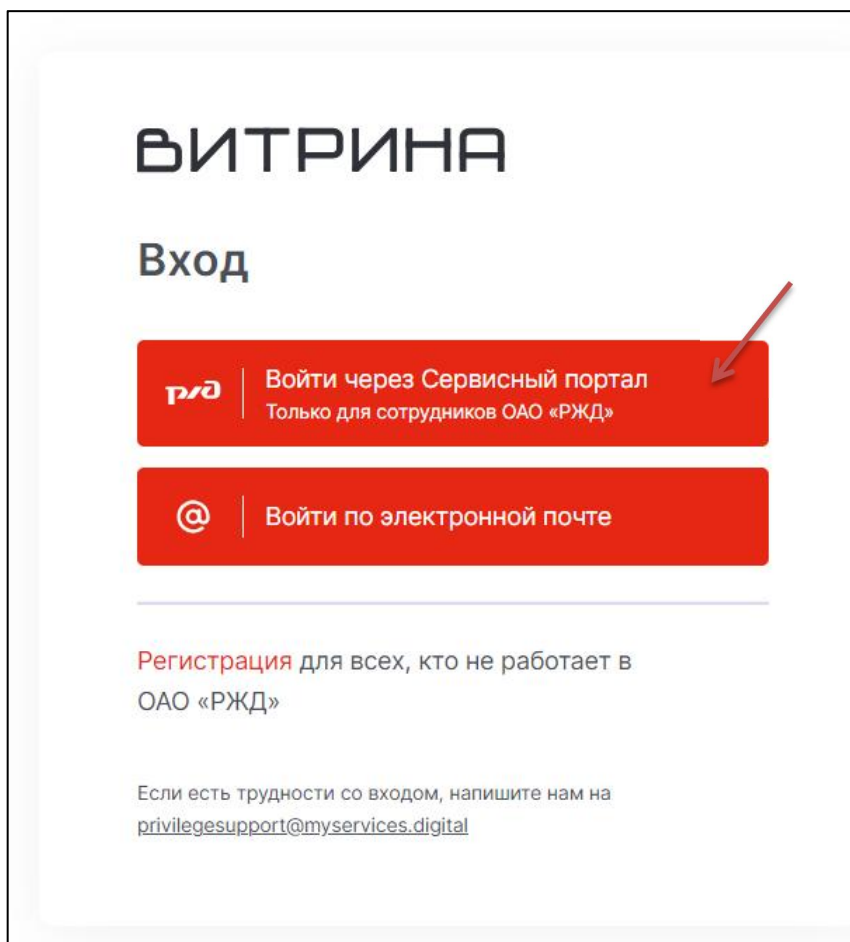 ВИТРИНА
Вход
ржд
Войти через Сервисный портал
Только для сотрудников ОАО «РЖД»
@
Войти по электронной почте
Регистрация для всех, кто не работает в
ОАО «РЖД»
Если есть трудности со входом, напишите нам на
privilegesupport@myservices.digital